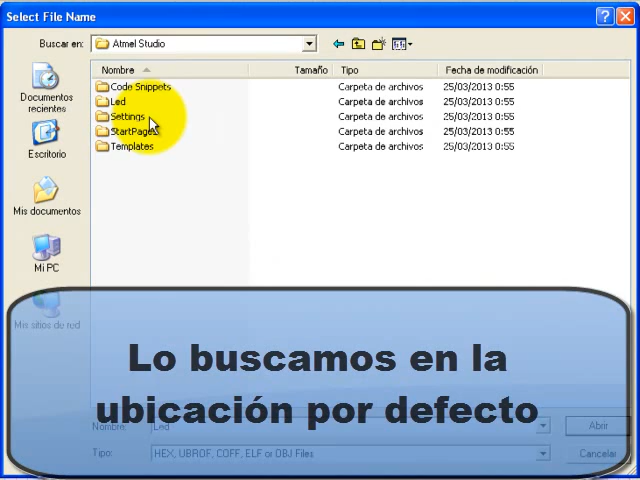 Select File Name
Buscar en: Atmel Studio
Nombre Tamaño Tipo Fecha de modificación
Code Snippets Carpeta de archivos 25/03/2013 0:55
Led Carpeta de archivos 25/03/2013 0:55
Settings Carpeta de archivos 25/03/2013 0:55
StartPages Carpeta de archivos 25/03/2013 0:55
Templates Carpeta de archivos 25/03/2013 0:55
Documentos
recientes
Escritorio
Mis documentos
Mi PC
Mis sitios de red
Lo buscamos en la
ubicación por defecto
Nombre: Led Abrir
Tipo: HEX, UBROF, COFF, ELF or OBJ Files Cancelar